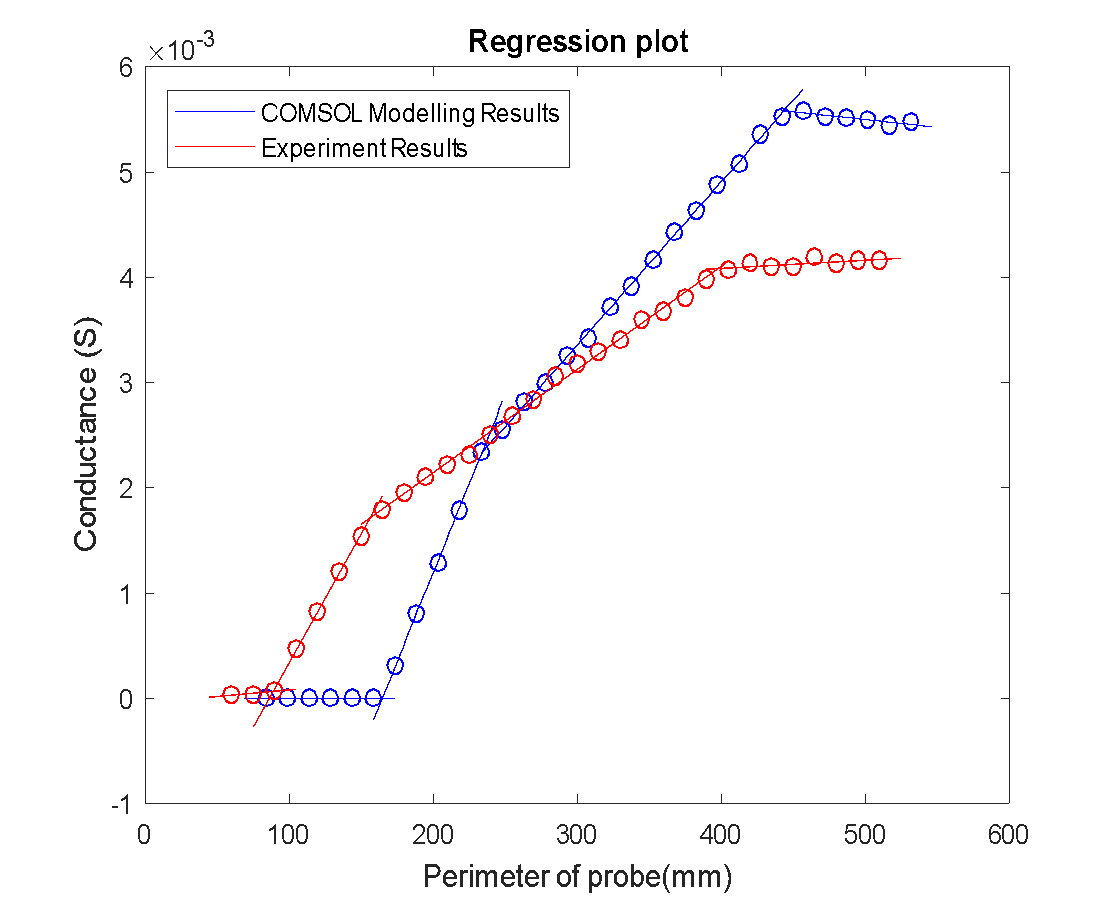 Regression plot
×10-3
COMSOL Modelling Results
Experiment Results
6
5
4
3
2
1
0
-1
Conductance (S)
0 100 200 300 400 500 600
Perimeter of probe(mm)